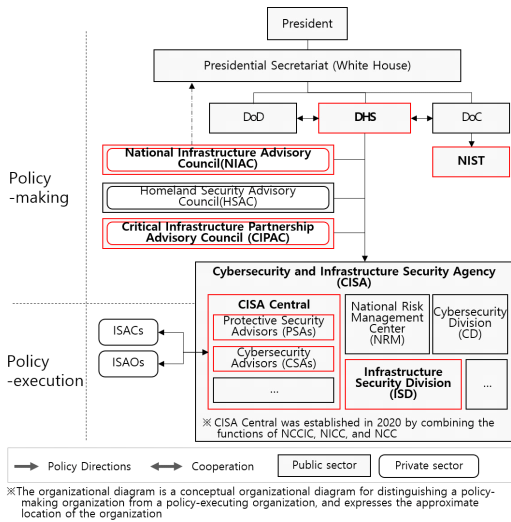 President
Presidential Secretariat (White House)
DoD
DHS
DoC
National Infrastructure Advisory
Council(NIAC)
NIST
Homeland Security Advisory
Council(HSAC)
Critical Infrastructure Partnership
Advisory Council (CIPAC)
Policy
-making
Cybersecurity and Infrastructure Security Agency
(CISA)
CISA Central
Protective Security
Advisors (PSAs)
Cybersecurity
Advisors (CSAs)
...
National Risk
Management
Center
(NRM)
Cybersecurity
Division
(CD)
Infrastructure
Security Division
(ISD)
...
ISACs
ISAOs
Policy
-execution
※ CISA Central was established in 2020 by combining the
functions of NCCIC, NICC, and NCC
Policy Directions
Cooperation
Public sector
Private sector
※The organizational diagram is a conceptual organizational diagram for distinguishing a policy-
making organization from a policy-executing organization, and expresses the approximate
location of the organization